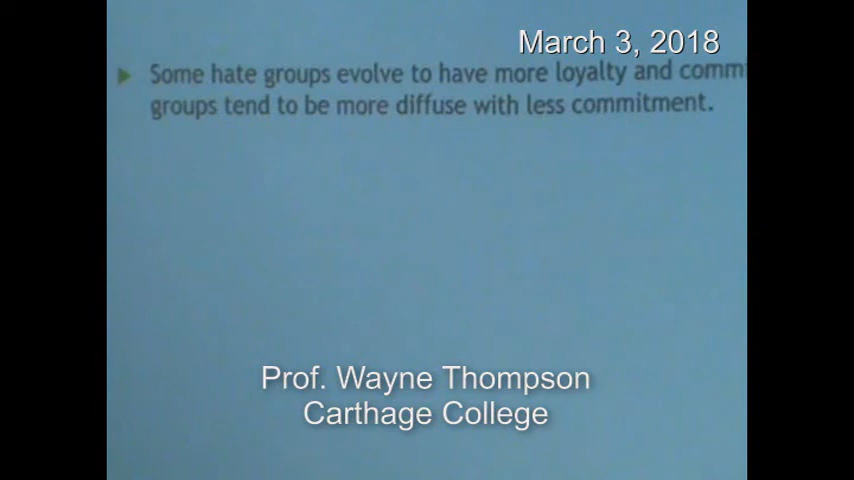 March 3, 2018
Some hate groups evolve to have more loyalty and comm
groups tend to be more diffuse with less commitment.
Prof. Wayne Thompson
Carthage College